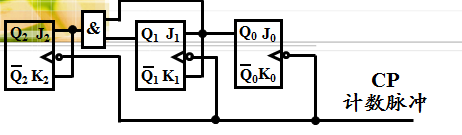 Q₂ J₂ & Q₁ J₁ Q₀ J₀
Q̅₂ K₂ Q̅₁ K₁ Q̅₀ K₀
CP
计数脉冲